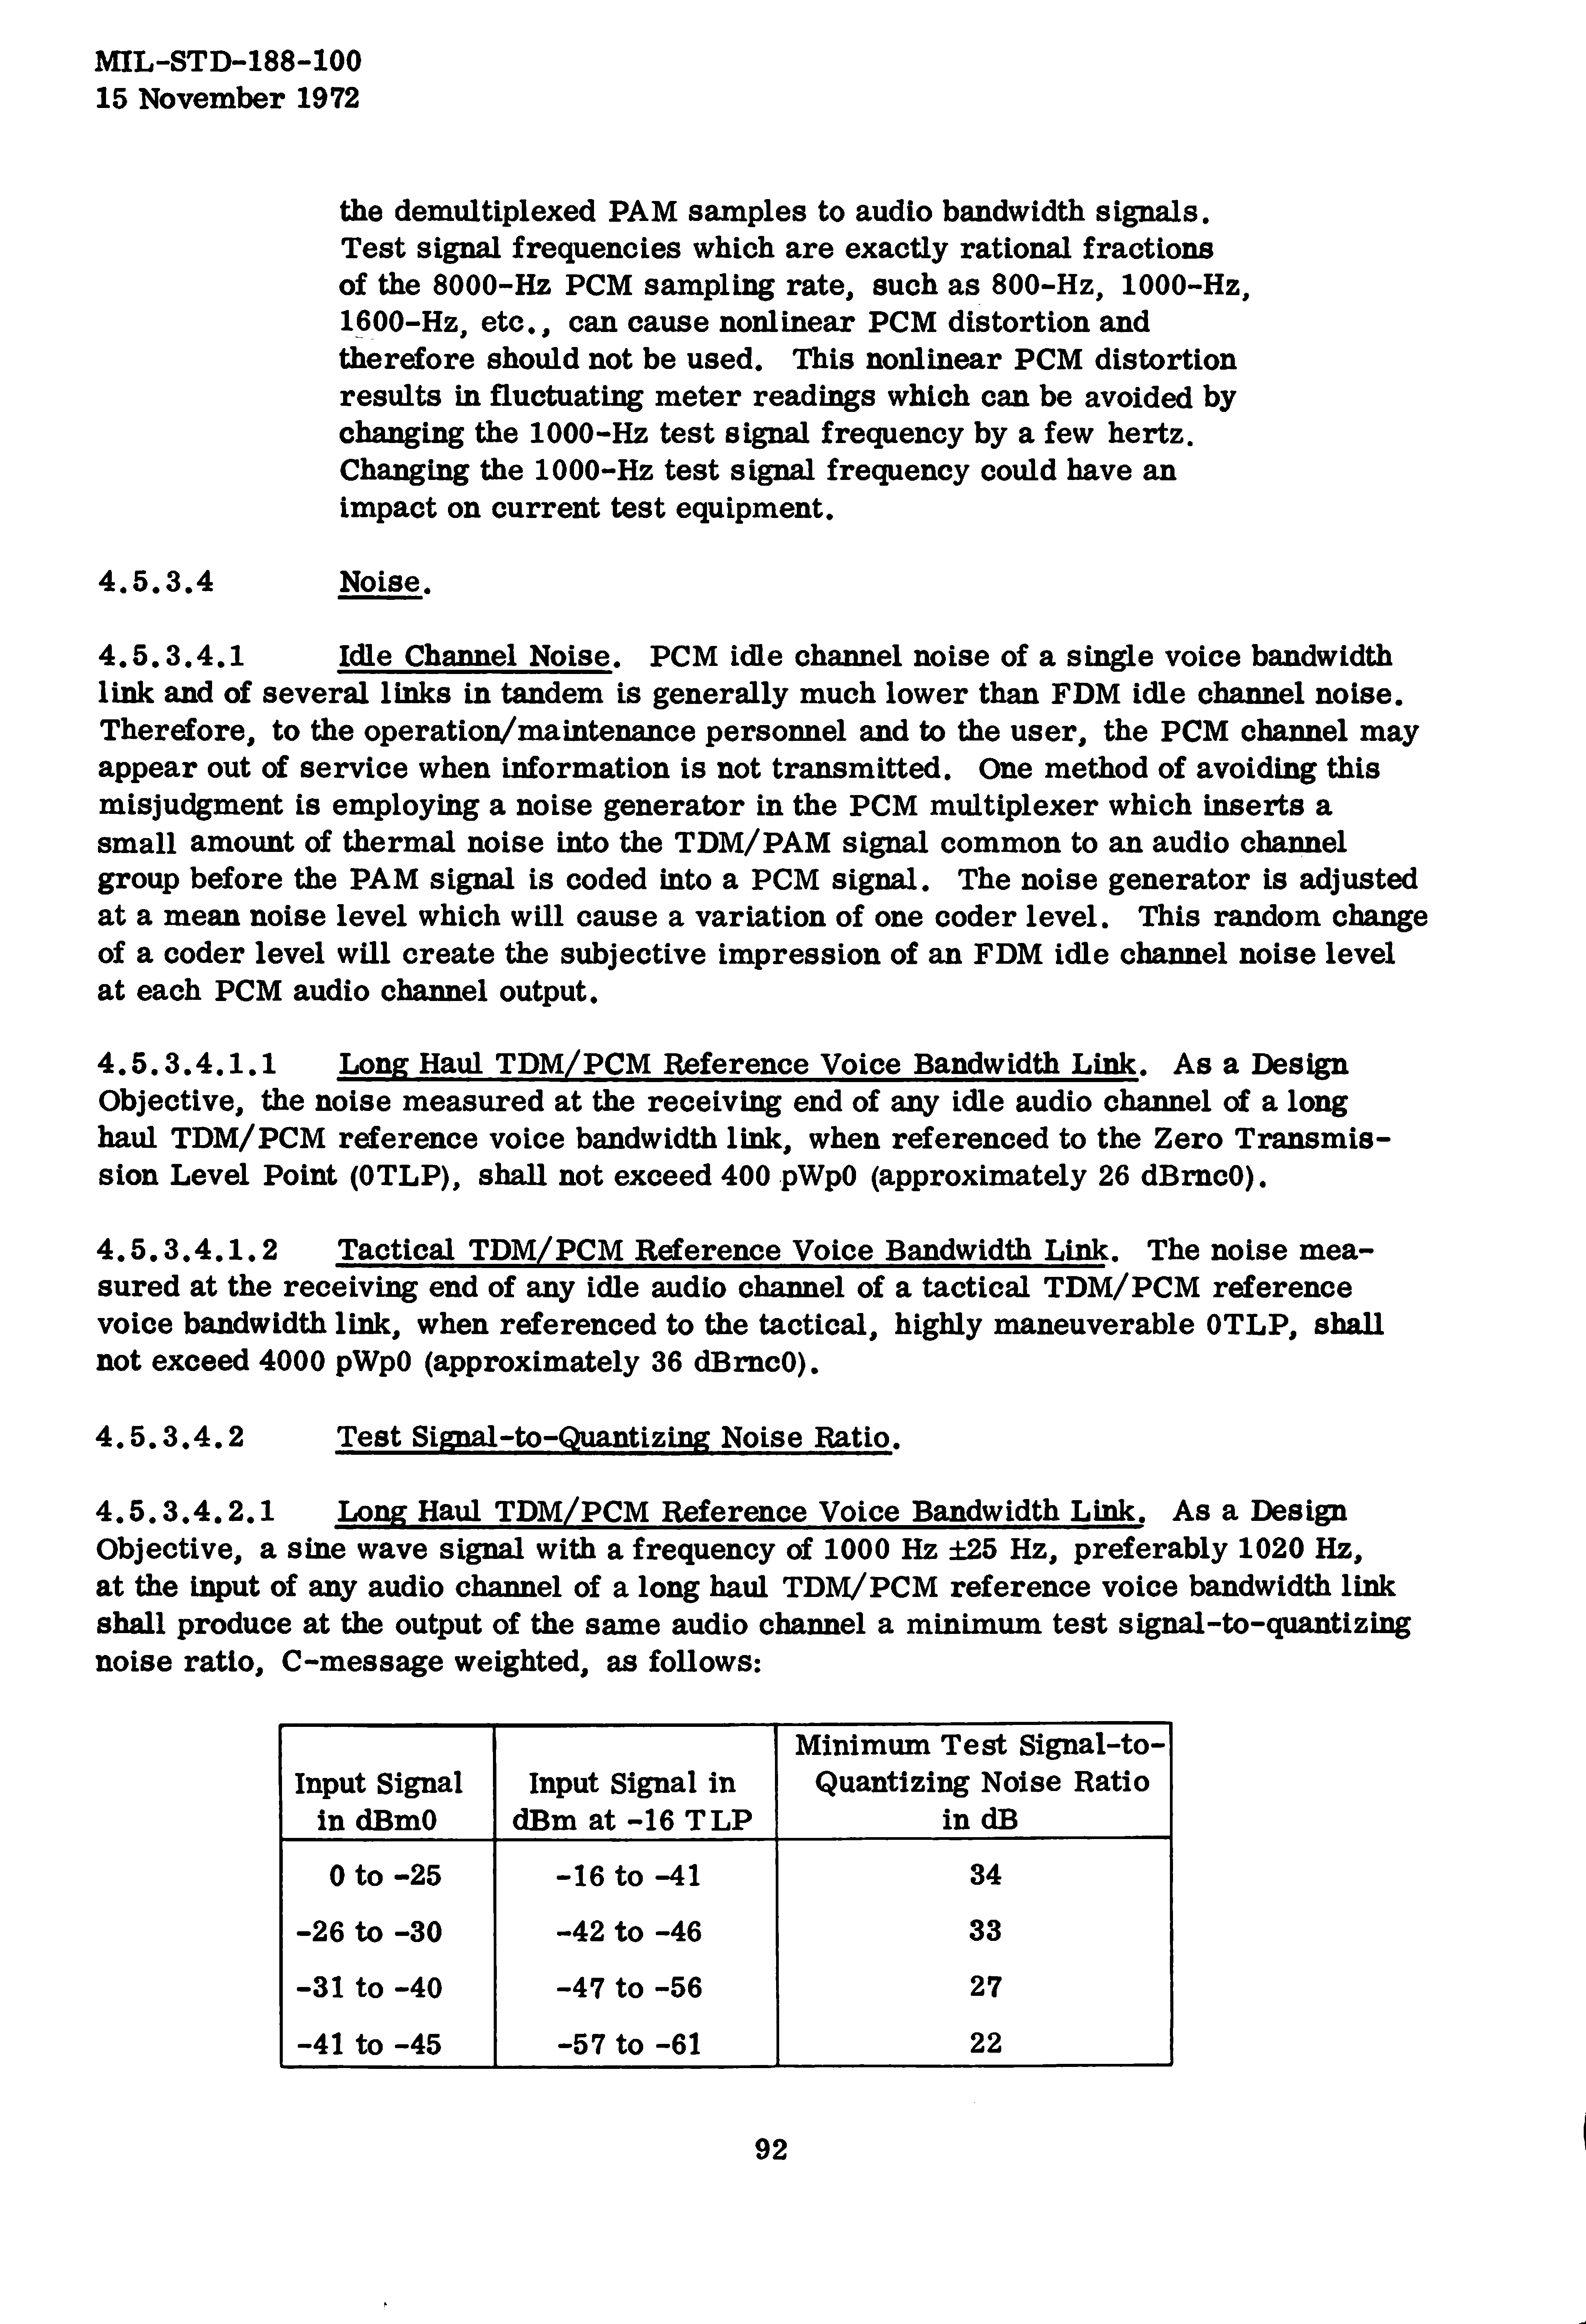 MIL-STD-188-100
15 November 1972
the demultiplexed PAM samples to audio bandwidth signals.
Test signal frequencies which are exactly rational fractions
of the 8000-Hz PCM sampling rate, such as 800-Hz, 1000-Hz,
1600-Hz, etc., can cause nonlinear PCM distortion and
therefore should not be used. This nonlinear PCM distortion
results in fluctuating meter readings which can be avoided by
changing the 1000-Hz test signal frequency by a few hertz.
Changing the 1000-Hz test signal frequency could have an
impact on current test equipment.
4.5.3.4 Noise.
4.5.3.4.1 Idle Channel Noise. PCM idle channel noise of a single voice bandwidth
link and of several links in tandem is generally much lower than FDM idle channel noise.
Therefore, to the operation/maintenance personnel and to the user, the PCM channel may
appear out of service when information is not transmitted. One method of avoiding this
misjudgment is employing a noise generator in the PCM multiplexer which inserts a
small amount of thermal noise into the TDM/PAM signal common to an audio channel
group before the PAM signal is coded into a PCM signal. The noise generator is adjusted
at a mean noise level which will cause a variation of one coder level. This random change
of a coder level will create the subjective impression of an FDM idle channel noise level
at each PCM audio channel output.
4.5.3.4.1.1 Long Haul TDM/PCM Reference Voice Bandwidth Link. As a Design
Objective, the noise measured at the receiving end of any idle audio channel of a long
haul TDM/PCM reference voice bandwidth link, when referenced to the Zero Transmis-
sion Level Point (0TLP), shall not exceed 400 pWp0 (approximately 26 dBrnc0).
4.5.3.4.1.2 Tactical TDM/PCM Reference Voice Bandwidth Link. The noise mea-
sured at the receiving end of any idle audio channel of a tactical TDM/PCM reference
voice bandwidth link, when referenced to the tactical, highly maneuverable 0TLP, shall
not exceed 4000 pWp0 (approximately 36 dBrnc0).
4.5.3.4.2 Test Signal-to-Quantizing Noise Ratio.
4.5.3.4.2.1 Long Haul TDM/PCM Reference Voice Bandwidth Link. As a Design
Objective, a sine wave signal with a frequency of 1000 Hz ±25 Hz, preferably 1020 Hz,
at the input of any audio channel of a long haul TDM/PCM reference voice bandwidth link
shall produce at the output of the same audio channel a minimum test signal-to-quantizing
noise ratio, C-message weighted, as follows:
Minimum Test Signal-to-
Input Signal Input Signal in Quantizing Noise Ratio
in dBm0 dBm at -16 TLP in dB
0 to -25 -16 to -41 34
-26 to -30 -42 to -46 33
-31 to -40 -47 to -56 27
-41 to -45 -57 to -61 22
92